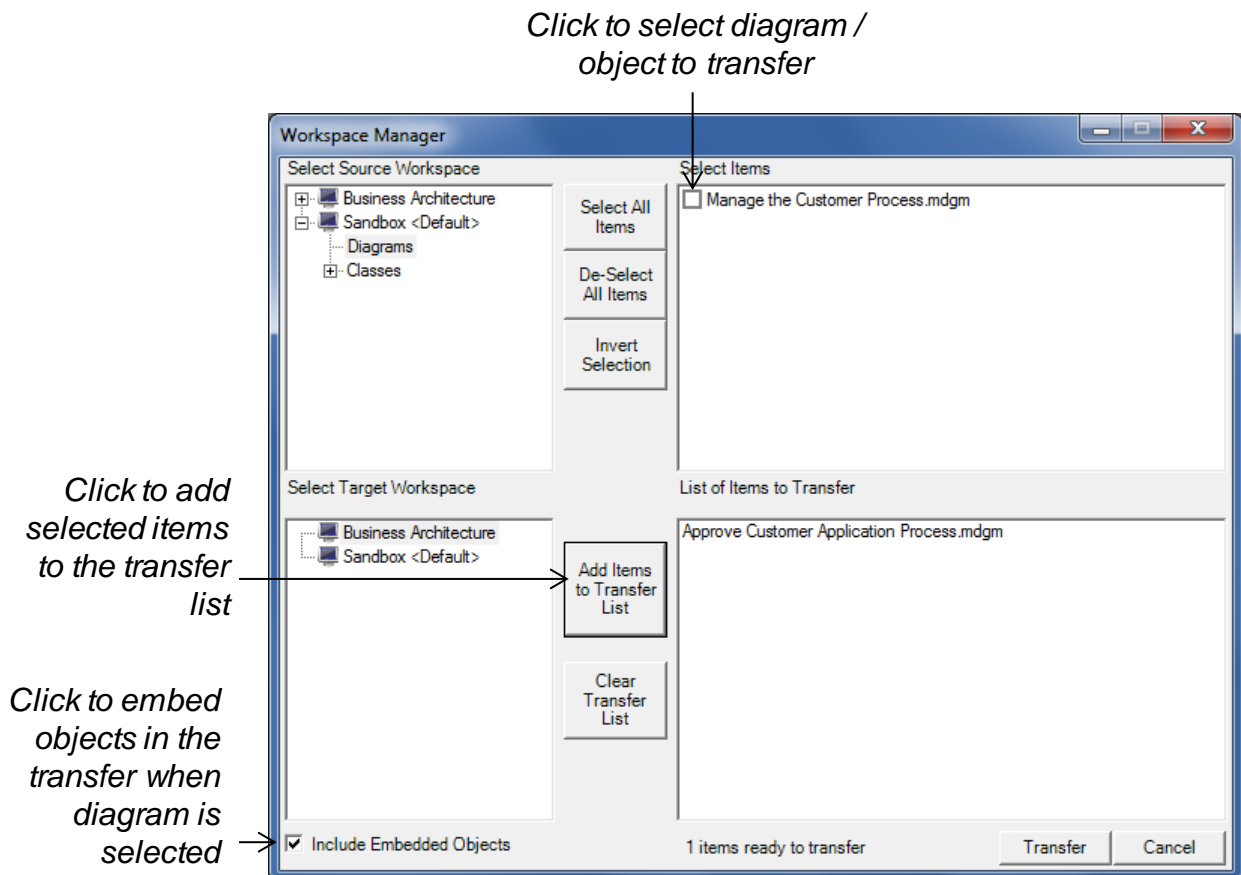 Click to select diagram /
object to transfer
Workspace Manager
Select Source Workspace
Select Items
Business Architecture
Sandbox <Default>
Diagrams
Classes
Select All
Items
De-Select
All Items
Invert
Selection
Manage the Customer Process.mdgm
Click to add
selected items
to the transfer
list
Select Target Workspace
List of Items to Transfer
Business Architecture
Sandbox <Default>
Add Items
to Transfer
List
Clear
Transfer
List
Approve Customer Application Process.mdgm
Click to embed
objects in the
transfer when
diagram is
selected
Include Embedded Objects
1 items ready to transfer
Transfer
Cancel